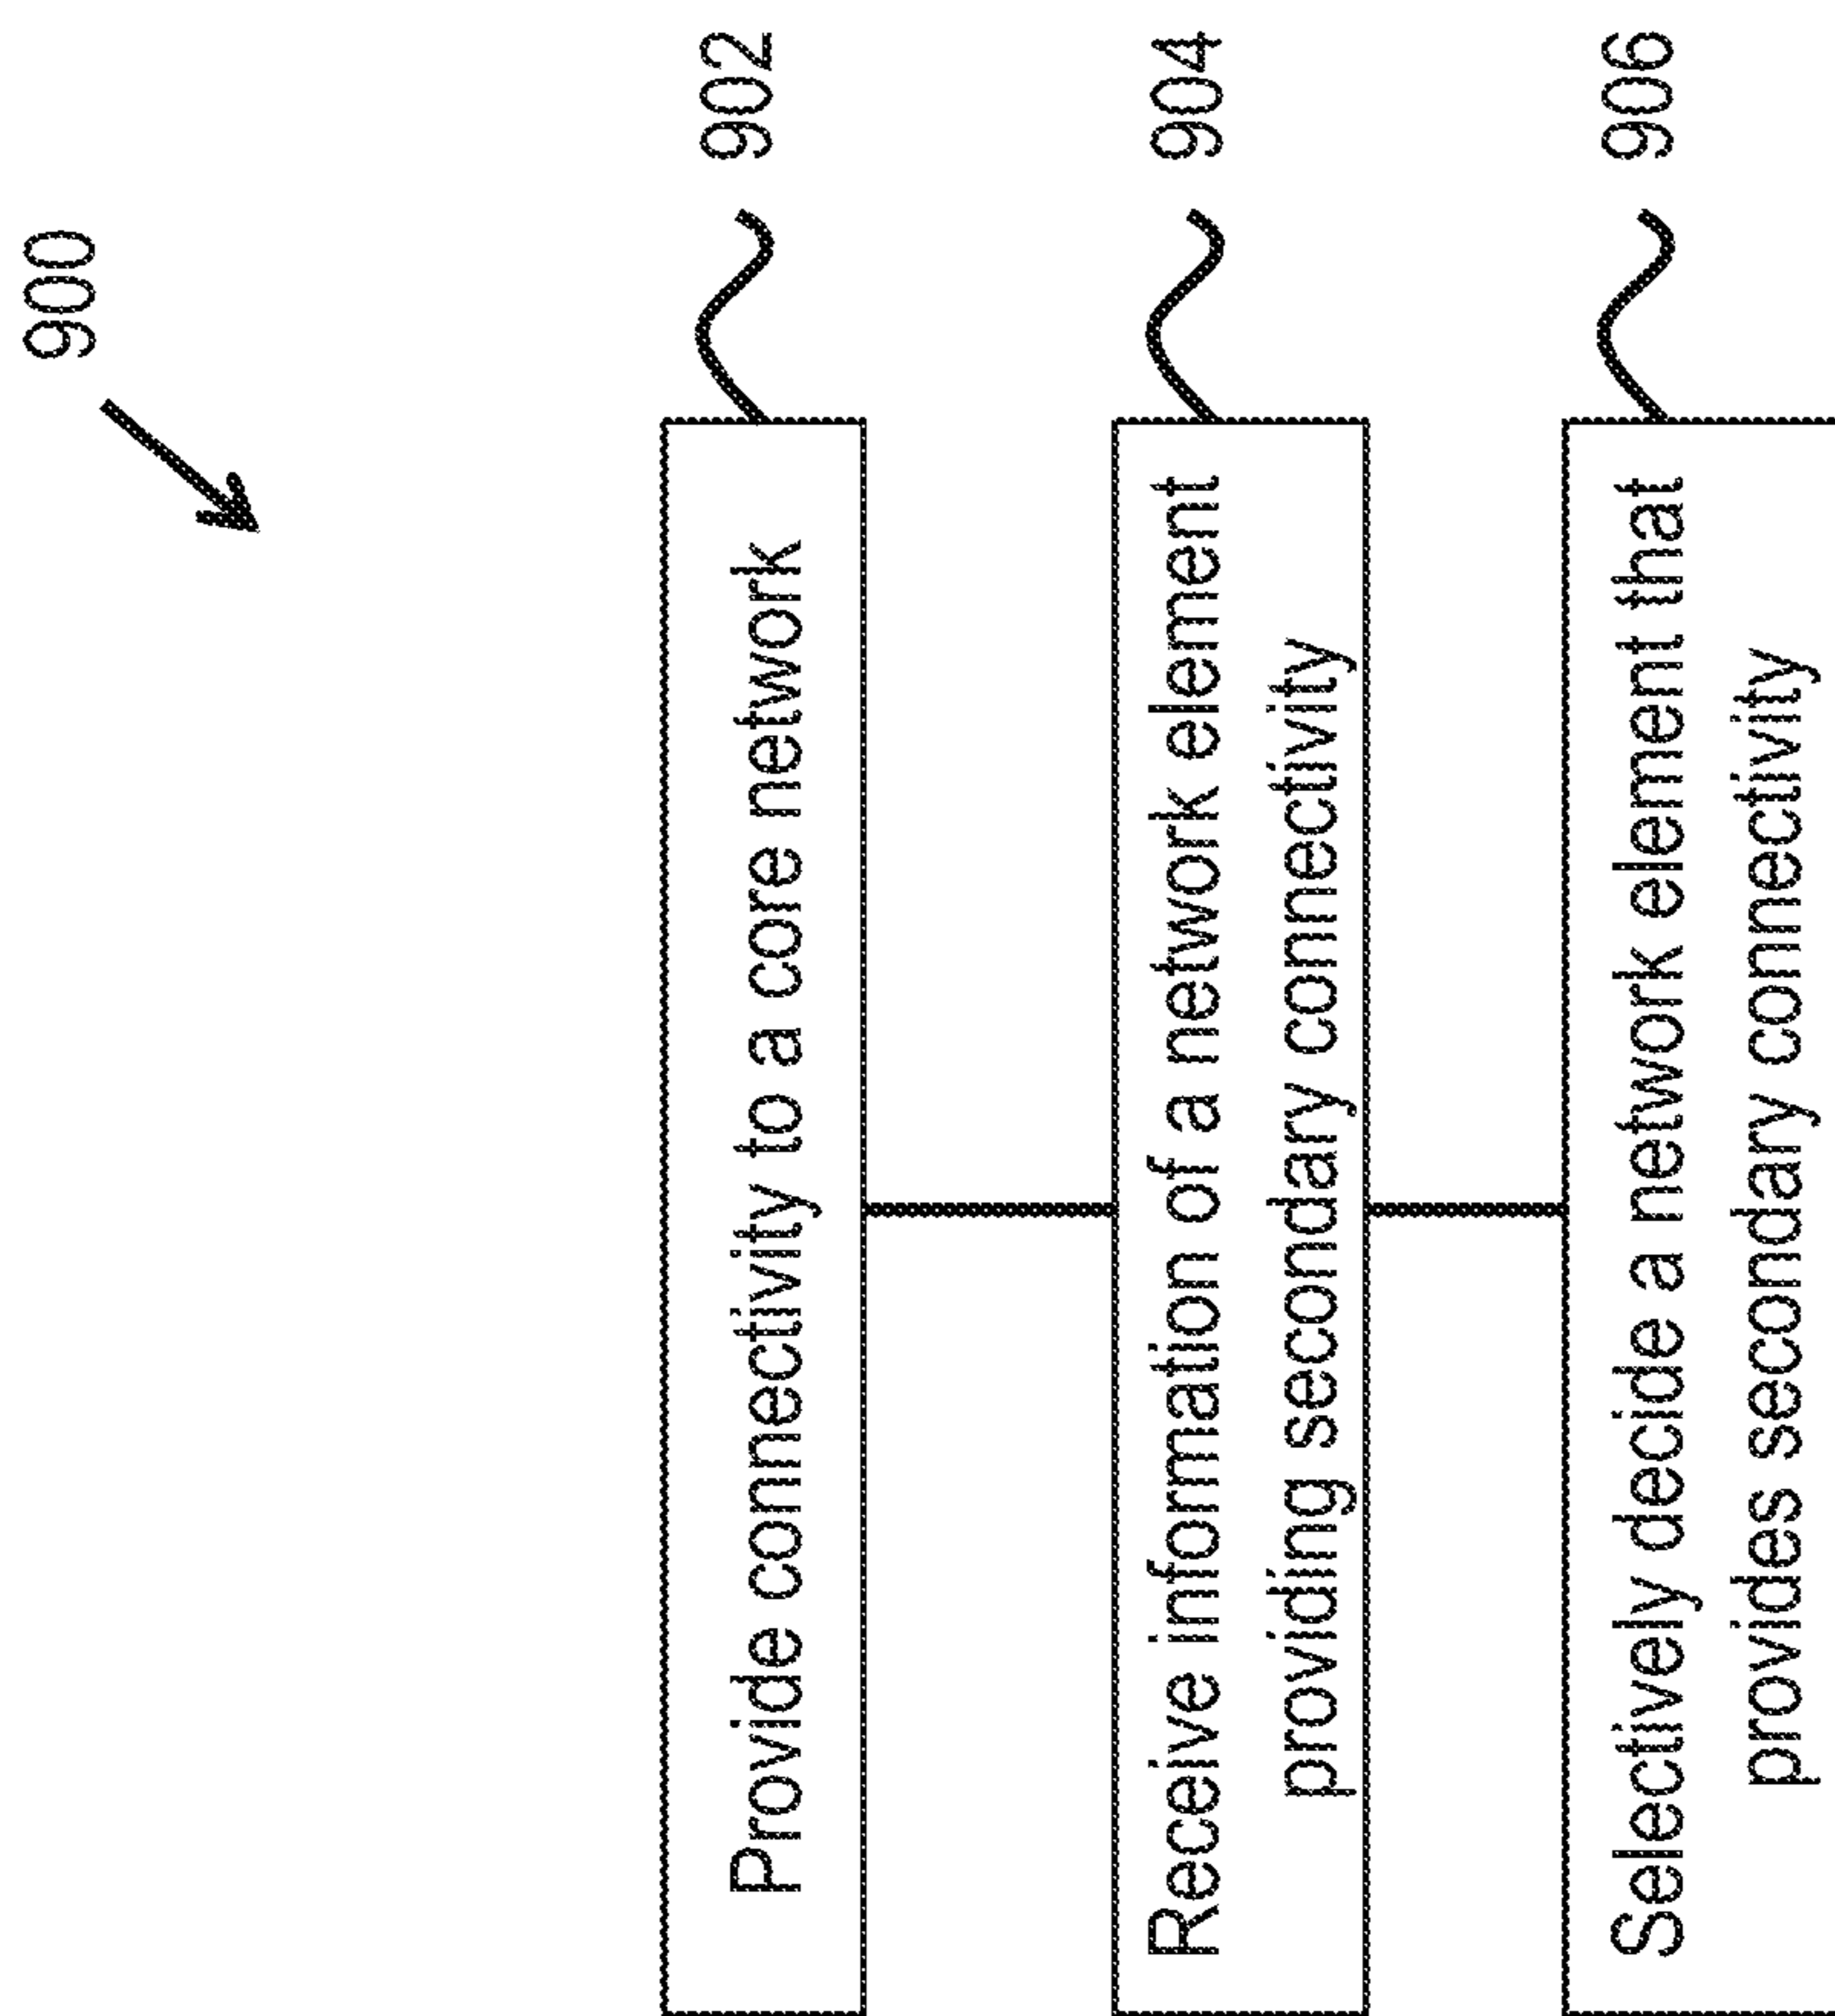 900
Provide connectivity to a core network
902
Receive information of a network element
providing secondary connectivity
904
Selectively decide a network element that
provides secondary connectivity
906